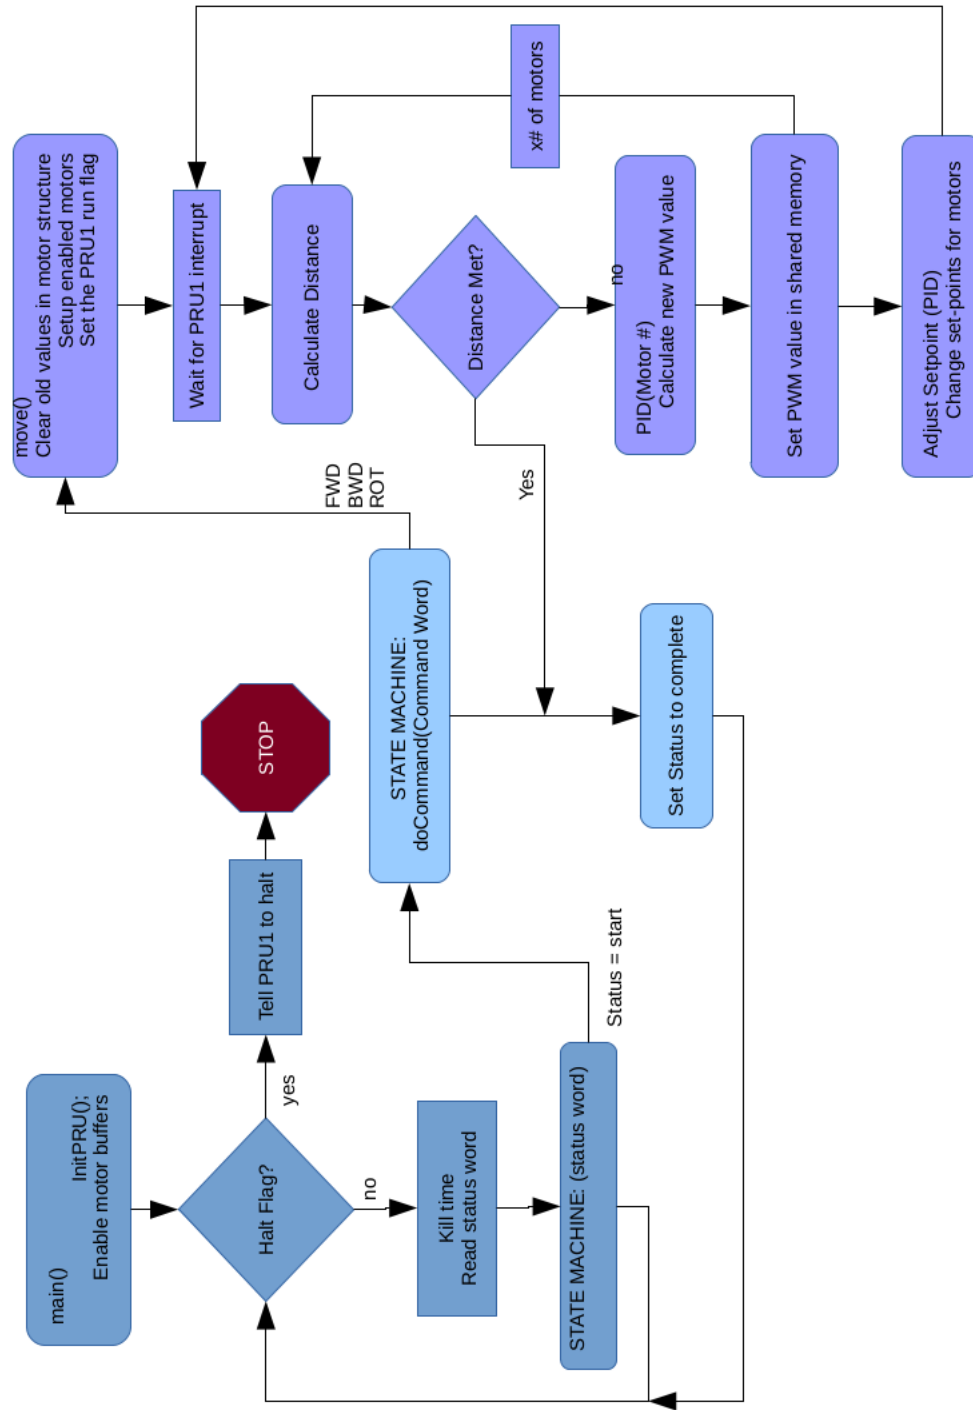 main()
InitPRU();
Enable motor buffers
Halt Flag?
yes
Tell PRU1 to halt
STOP
no
Kill time
Read status word
STATE MACHINE: (status word)
Status = start
STATE MACHINE:
doCommand(Command Word)
FWD
BWD
ROT
Set Status to complete
move()
Clear old values in motor structure
Setup enabled motors
Set the PRU1 run flag
Wait for PRU1 interrupt
Calculate Distance
Distance Met?
Yes
no
PID(Motor #)
Calculate new PWM value
x# of motors
Set PWM value in shared memory
Adjust Setpoint (PID)
Change set-points for motors